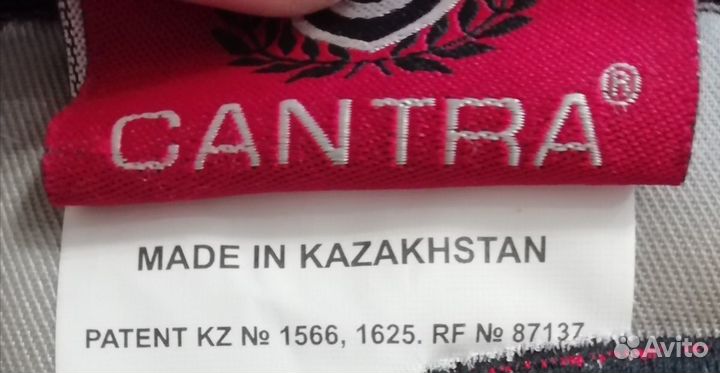 CANTRA®
MADE IN KAZAKHSTAN
PATENT KZ № 1566, 1625. RF № 87137
Avito